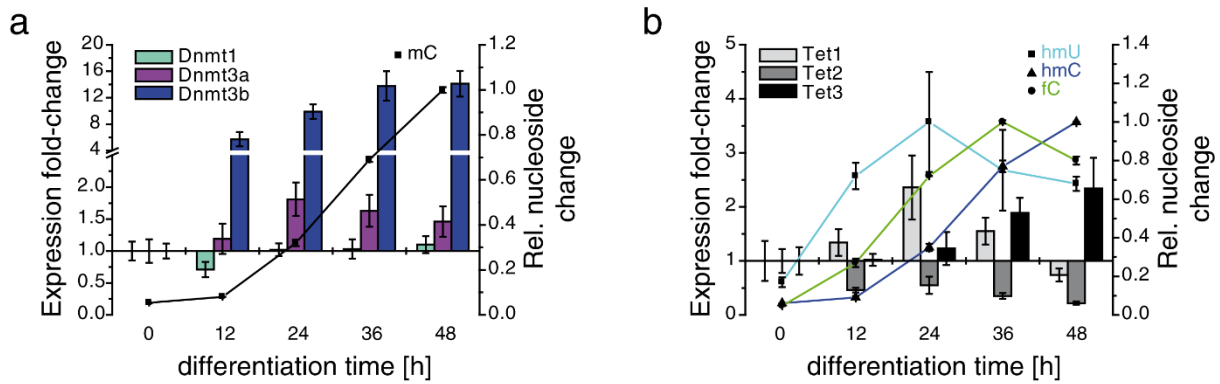 a
Expression fold-change
20
16
12
8
4
2.0
1.5
1.0
0.5
0.0
Dnmt1
Dnmt3a
Dnmt3b
mC
1.2
1.0
0.8
0.6
0.4
0.2
0.0
Rel. nucleoside
change
0 12 24 36 48
differentiation time [h]
b
Expression fold-change
5
4
3
2
1
0
Tet1
Tet2
Tet3
hmU
hmC
fC
1.4
1.2
1.0
0.8
0.6
0.4
0.2
0.0
Rel. nucleoside
change
0 12 24 36 48
differentiation time [h]